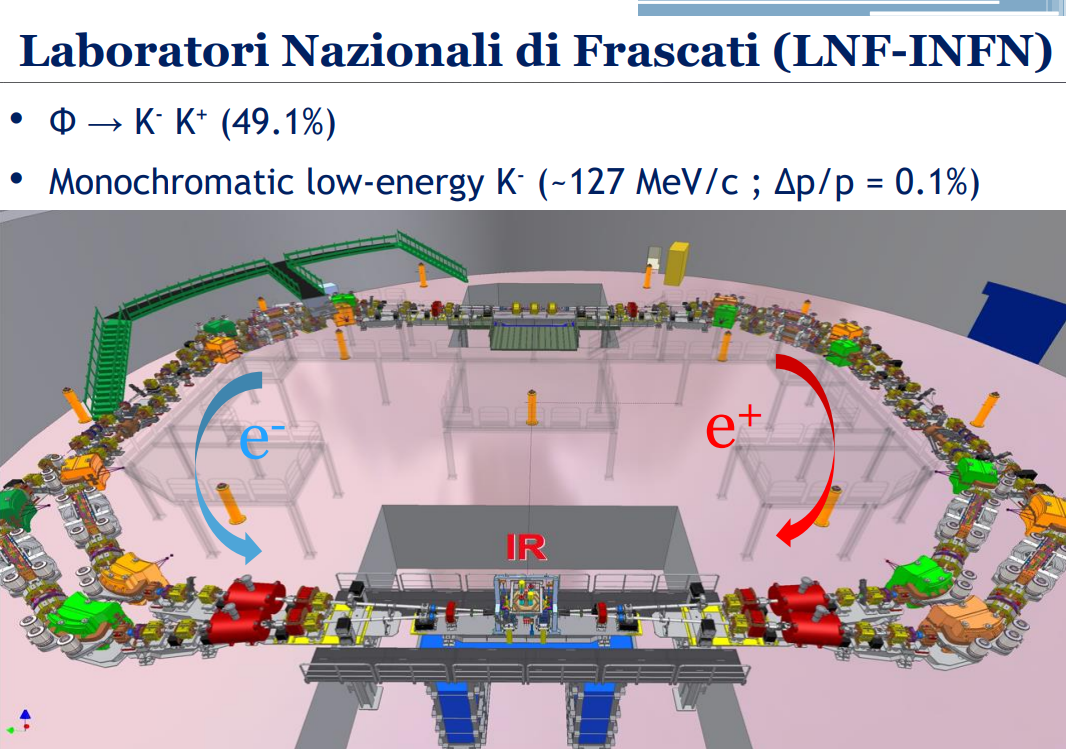 Laboratori Nazionali di Frascati (LNF-INFN)
• Φ → K⁻ K⁺ (49.1%)
• Monochromatic low-energy K⁻ (~127 MeV/c ; Δp/p = 0.1%)
e⁻
e⁺
IR